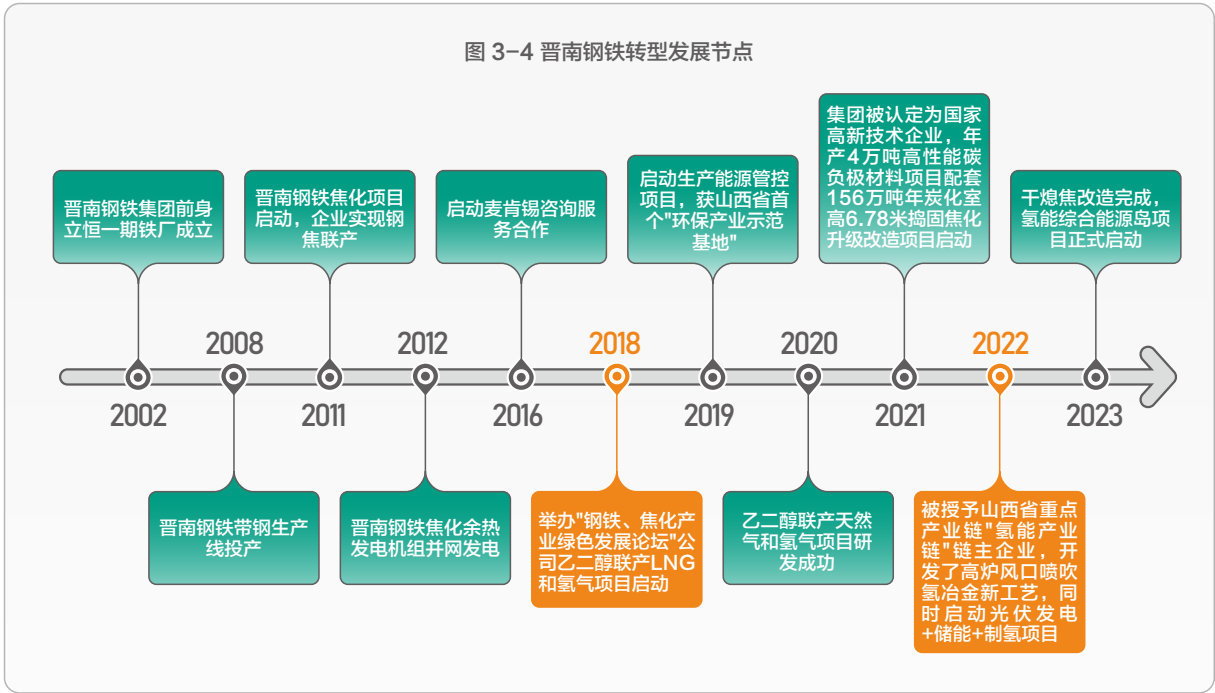 图 3-4 晋南钢铁转型发展节点
晋南钢铁集团前身
立恒一期铁厂成立
晋南钢铁焦化项目
启动，企业实现钢
焦联产
启动麦肯锡咨询服
务合作
启动生产能源管控
项目，获山西省首
个"环保产业示范
基地"
集团被认定为国家
高新技术企业，年
产4万吨高性能碳
负极材料项目配套
156万吨年炭化室
高6.78米捣固焦化
升级改造项目启动
干熄焦改造完成，
氢能综合能源岛项
目正式启动
2008
2012
2018
2020
2022
2002
2011
2016
2019
2021
2023
晋南钢铁带钢生产
线投产
晋南钢铁焦化余热
发电机组并网发电
举办"钢铁、焦化产
业绿色发展论坛"公
司乙二醇联产LNG
和氢气项目启动
乙二醇联产天然
气和氢气项目研
发成功
被授予山西省重点
产业链"氢能产业
链"链主企业，开
发了高炉风口喷吹
氢冶金新工艺，同
时启动光伏发电
+储能+制氢项目